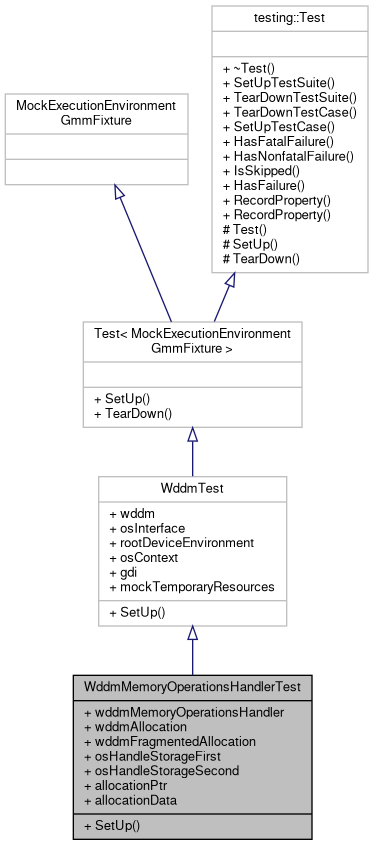 testing::Test
+ ~Test()
+ SetUpTestSuite()
+ TearDownTestSuite()
+ TearDownTestCase()
+ SetUpTestCase()
+ HasFatalFailure()
+ HasNonfatalFailure()
+ IsSkipped()
+ HasFailure()
+ RecordProperty()
+ RecordProperty()
# Test()
# SetUp()
# TearDown()
MockExecutionEnvironment
GmmFixture
Test< MockExecutionEnvironment
GmmFixture >
+ SetUp()
+ TearDown()
WddmTest
+ wddm
+ osInterface
+ rootDeviceEnvironment
+ osContext
+ gdi
+ mockTemporaryResources
+ SetUp()
WddmMemoryOperationsHandlerTest
+ wddmMemoryOperationsHandler
+ wddmAllocation
+ wddmFragmentedAllocation
+ osHandleStorageFirst
+ osHandleStorageSecond
+ allocationPtr
+ allocationData
+ SetUp()